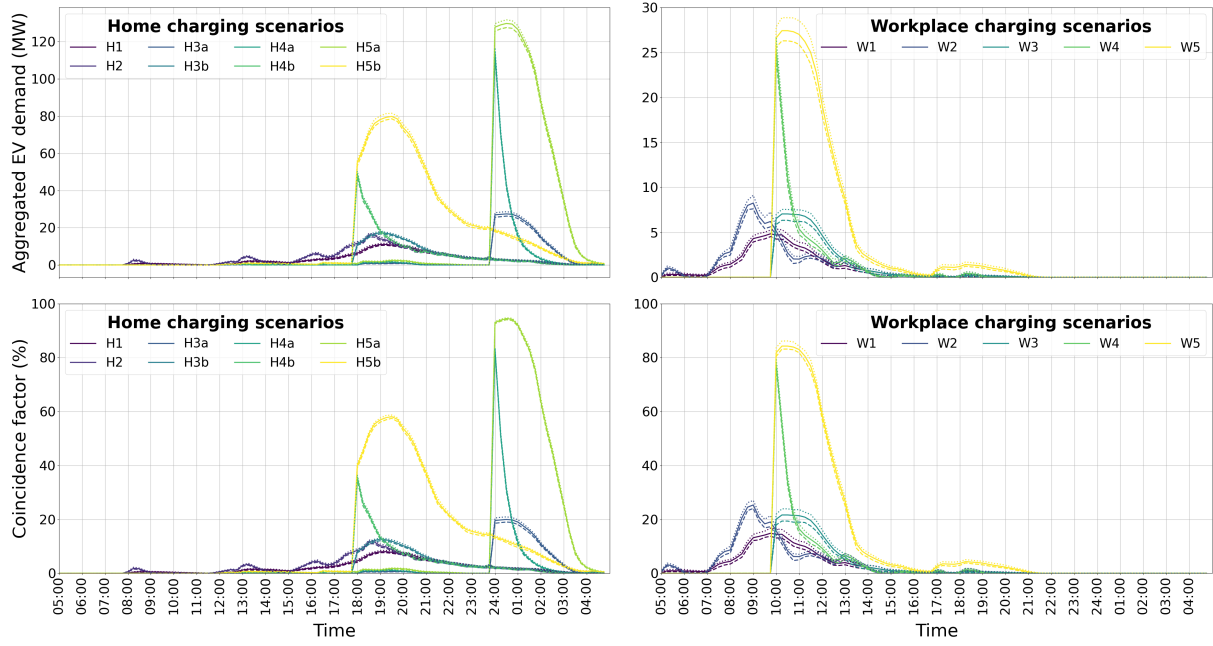 Home charging scenarios
H1 H3a H4a H5a
H2 H3b H4b H5b
Aggregated EV demand (MW)
120
100
80
60
40
20
0
Workplace charging scenarios
W1 W2 W3 W4 W5
30
25
20
15
10
5
0
Home charging scenarios
H1 H3a H4a H5a
H2 H3b H4b H5b
Coincidence factor (%)
100
80
60
40
20
0
05:00 06:00 07:00 08:00 09:00 10:00 11:00 12:00 13:00 14:00 15:00 16:00 17:00 18:00 19:00 20:00 21:00 22:00 23:00 24:00 01:00 02:00 03:00 04:00
Time
Workplace charging scenarios
W1 W2 W3 W4 W5
100
80
60
40
20
0
05:00 06:00 07:00 08:00 09:00 10:00 11:00 12:00 13:00 14:00 15:00 16:00 17:00 18:00 19:00 20:00 21:00 22:00 23:00 24:00 01:00 02:00 03:00 04:00
Time